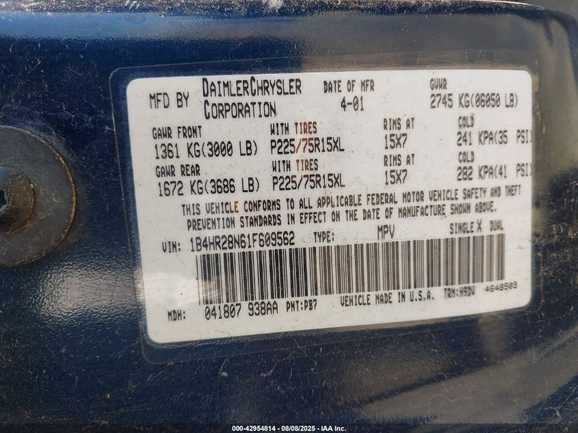 MFD BY DAIMLERCHRYSLER CORPORATION DATE OF MFR 4-01 GVWR 2745 KG(06050 LB)
GAWR FRONT WITH TIRES RIMS AT COLD
1361 KG(3000 LB) P225/75R15XL 15X7 241 KPA(35 PSI)
GAWR REAR WITH TIRES RIMS AT COLD
1672 KG(3686 LB) P225/75R15XL 15X7 282 KPA(41 PSI)
THIS VEHICLE CONFORMS TO ALL APPLICABLE FEDERAL MOTOR VEHICLE SAFETY AND THEFT
PREVENTION STANDARDS IN EFFECT ON THE DATE OF MANUFACTURE SHOWN ABOVE.
VIN: 1B4HR28N61F609562 TYPE: MPV SINGLE X DUAL
MDH: 041807 938AA PNT:PB7 VEHICLE MADE IN U.S.A. 4648503
000-42954814 - 08/08/2025 - IAA Inc.